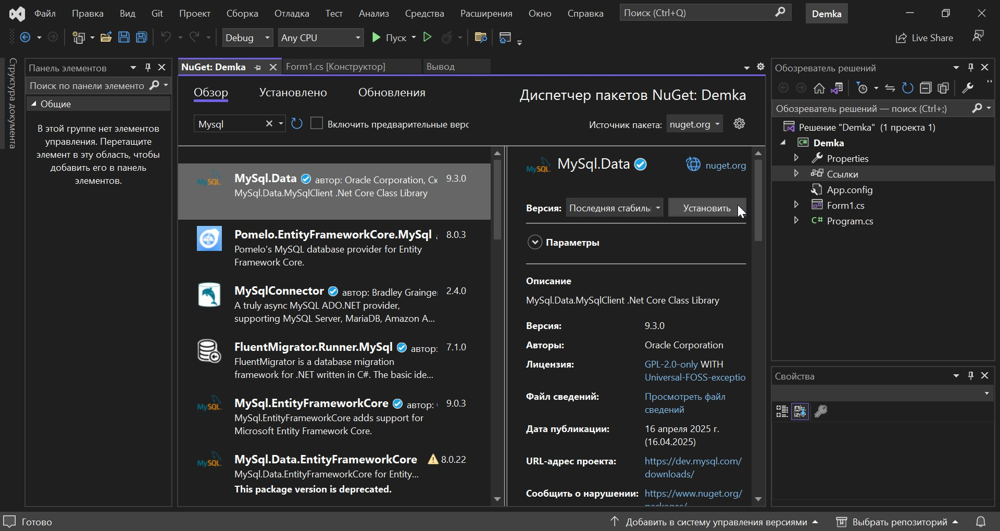 Файл Правка Вид Git Проект Сборка Отладка Тест Анализ Средства Расширения Окно Справка Поиск (Ctrl+Q) Demka
Debug Any CPU Пуск Live Share
Структура документа
Панель элементов
Поиск по панели элементо
Общие
В этой группе нет элементов
управления. Перетащите
элемент в эту область, чтобы
добавить его в панель
элементов.
NuGet: Demka Form1.cs [Конструктор] Вывод
Обзор Установлено Обновления Диспетчер пакетов NuGet: Demka
Mysql Включить предварительные верс Источник пакета: nuget.org
MySql.Data автор: Oracle Corporation, Ск 9.3.0
MySql.Data.MySqlClient .Net Core Class Library
Pomelo.EntityFrameworkCore.MySql 8.0.3
Pomelo's MySQL database provider for Entity
Framework Core.
MySqlConnector автор: Bradley Grainge 2.4.0
A truly async MySQL ADO.NET provider,
supporting MySQL Server, MariaDB, Amazon A...
FluentMigrator.Runner.MySql автор: 7.1.0
FluentMigrator is a database migration
framework for .NET written in C#. The basic ide...
MySql.EntityFrameworkCore автор: 9.0.3
MySql.EntityFrameworkCore adds support for
Microsoft Entity Framework Core.
MySql.Data.EntityFrameworkCore 8.0.22
MySql.Data.EntityFrameworkCore for Entity...
This package version is deprecated.
MySQL MySql.Data nuget.org
Версия: Последняя стабиль Установить
Параметры
Описание
MySql.Data.MySqlClient .Net Core Class Library
Версия: 9.3.0
Авторы: Oracle Corporation
Лицензия: GPL-2.0-only WITH
Universal-FOSS-exceptio
Файл сведений: Просмотреть файл
сведений
Дата публикации: 16 апреля 2025 г.
(16.04.2025)
URL-адрес проекта: https://dev.mysql.com/
downloads/
Сообщить о нарушении: https://www.nuget.org/
Обозреватель решений
Обозреватель решений — поиск (Ctrl+;)
Решение "Demka" (1 проекта 1)
C# Demka
Properties
Ссылки
App.config
Form1.cs
C# Program.cs
Свойства
Готово Добавить в систему управления версиями Выбрать репозиторий